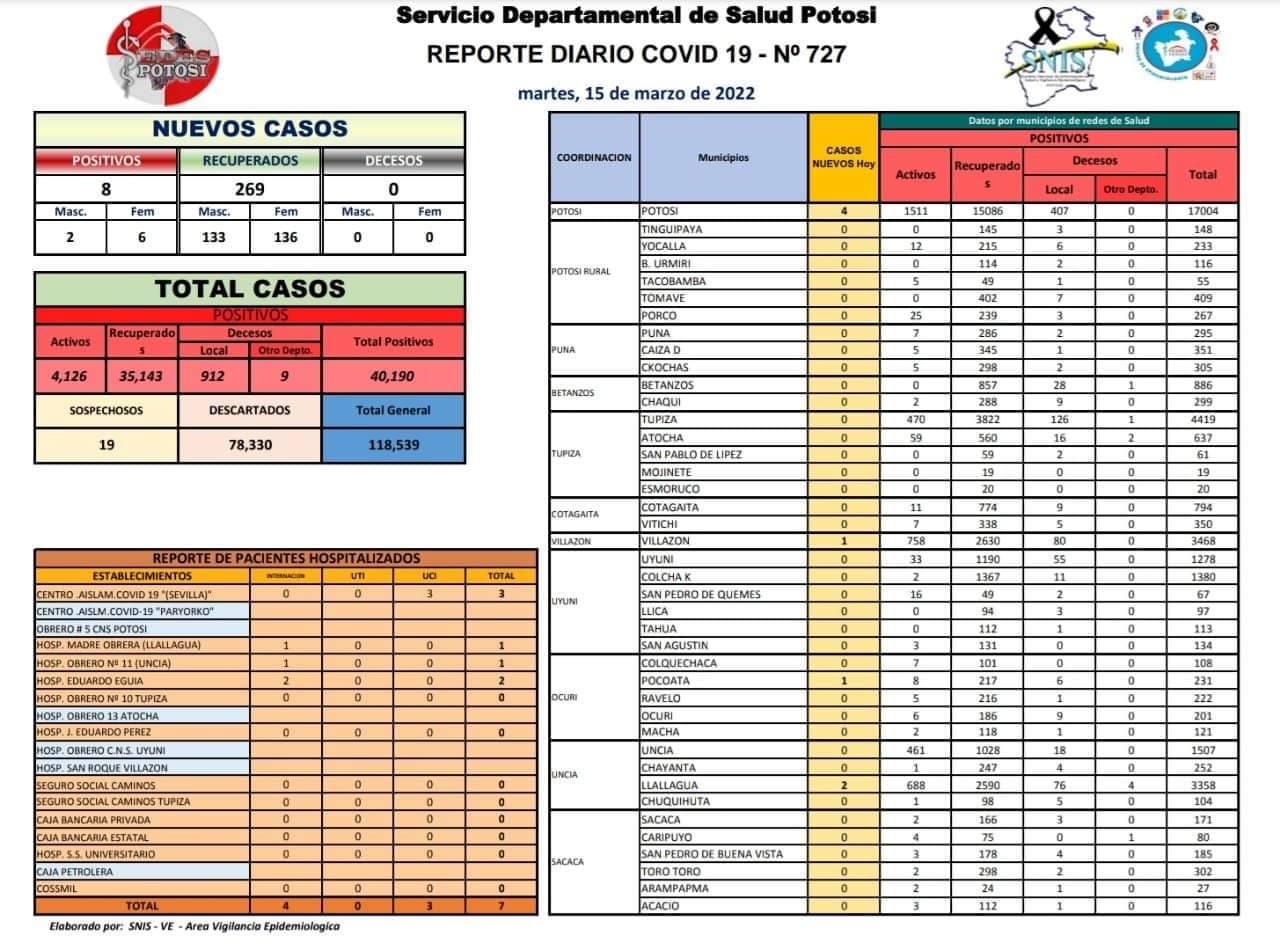 Servicio Departamental de Salud Potosi
REPORTE DIARIO COVID 19 - Nº 727
martes, 15 de marzo de 2022
SEDES
POTOSI
SNIS
NUEVOS CASOS
POSITIVOS RECUPERADOS DECESOS
8 269 0
Masc. Fem Masc. Fem Masc. Fem
2 6 133 136 0 0
TOTAL CASOS
POSITIVOS
Activos Recuperado s Decesos Total Positivos
Local Otro Depto.
4,126 35,143 912 9 40,190
SOSPECHOSOS DESCARTADOS Total General
19 78,330 118,539
REPORTE DE PACIENTES HOSPITALIZADOS
ESTABLECIMIENTOS INTERNACION UTI UCI TOTAL
CENTRO .AISLAM.COVID 19 "(SEVILLA)" 0 0 3 3
CENTRO .AISLM.COVID-19 "PARYORKO"
OBRERO # 5 CNS POTOSI
HOSP. MADRE OBRERA (LLALLAGUA) 1 0 0 1
HOSP. OBRERO Nº 11 (UNCIA) 1 0 0 1
HOSP. EDUARDO EGUIA 2 0 0 2
HOSP. OBRERO Nº 10 TUPIZA 0 0 0 0
HOSP. OBRERO 13 ATOCHA
HOSP. J. EDUARDO PEREZ 0 0 0 0
HOSP. OBRERO C.N.S. UYUNI
HOSP. SAN ROQUE VILLAZON
SEGURO SOCIAL CAMINOS 0 0 0 0
SEGURO SOCIAL CAMINOS TUPIZA 0 0 0 0
CAJA BANCARIA PRIVADA 0 0 0 0
CAJA BANCARIA ESTATAL 0 0 0 0
HOSP. S.S. UNIVERSITARIO 0 0 0 0
CAJA PETROLERA
COSSMIL 0 0 0 0
TOTAL 4 0 3 7
Elaborado por: SNIS - VE - Area Vigilancia Epidemiologica
COORDINACION Municipios CASOS NUEVOS Hoy Datos por municipios de redes de Salud
POSITIVOS
Activos Recuperado s Decesos Total
Local Otro Depto.
POTOSI POTOSI 4 1511 15086 407 0 17004
POTOSI RURAL TINGUIPAYA 0 0 145 3 0 148
YOCALLA 0 12 215 6 0 233
B. URMIRI 0 0 114 2 0 116
TACOBAMBA 0 5 49 1 0 55
TOMAVE 0 0 402 7 0 409
PORCO 0 25 239 3 0 267
PUNA PUNA 0 7 286 2 0 295
CAIZA D 0 5 345 1 0 351
CKOCHAS 0 5 298 2 0 305
BETANZOS BETANZOS 0 0 857 28 1 886
CHAQUI 0 2 288 9 0 299
TUPIZA TUPIZA 0 470 3822 126 1 4419
ATOCHA 0 59 560 16 2 637
SAN PABLO DE LIPEZ 0 0 59 2 0 61
MOJINETE 0 0 19 0 0 19
ESMORUCO 0 0 20 0 0 20
COTAGAITA COTAGAITA 0 11 774 9 0 794
VITICHI 0 7 338 5 0 350
VILLAZON VILLAZON 1 758 2630 80 0 3468
UYUNI UYUNI 0 33 1190 55 0 1278
COLCHA K 0 2 1367 11 0 1380
SAN PEDRO DE QUEMES 0 16 49 2 0 67
LLICA 0 0 94 3 0 97
TAHUA 0 0 112 1 0 113
SAN AGUSTIN 0 3 131 0 0 134
OCURI COLQUECHACA 0 7 101 0 0 108
POCOATA 1 8 217 6 0 231
RAVELO 0 5 216 1 0 222
OCURI 0 6 186 9 0 201
MACHA 0 2 118 1 0 121
UNCIA UNCIA 0 461 1028 18 0 1507
CHAYANTA 0 1 247 4 0 252
LLALLAGUA 2 688 2590 76 4 3358
CHUQUIHUTA 0 1 98 5 0 104
SACACA SACACA 0 2 166 3 0 171
CARIPUYO 0 4 75 0 1 80
SAN PEDRO DE BUENA VISTA 0 3 178 4 0 185
TORO TORO 0 2 298 2 0 302
ARAMPAPMA 0 2 24 1 0 27
ACACIO 0 3 112 1 0 116